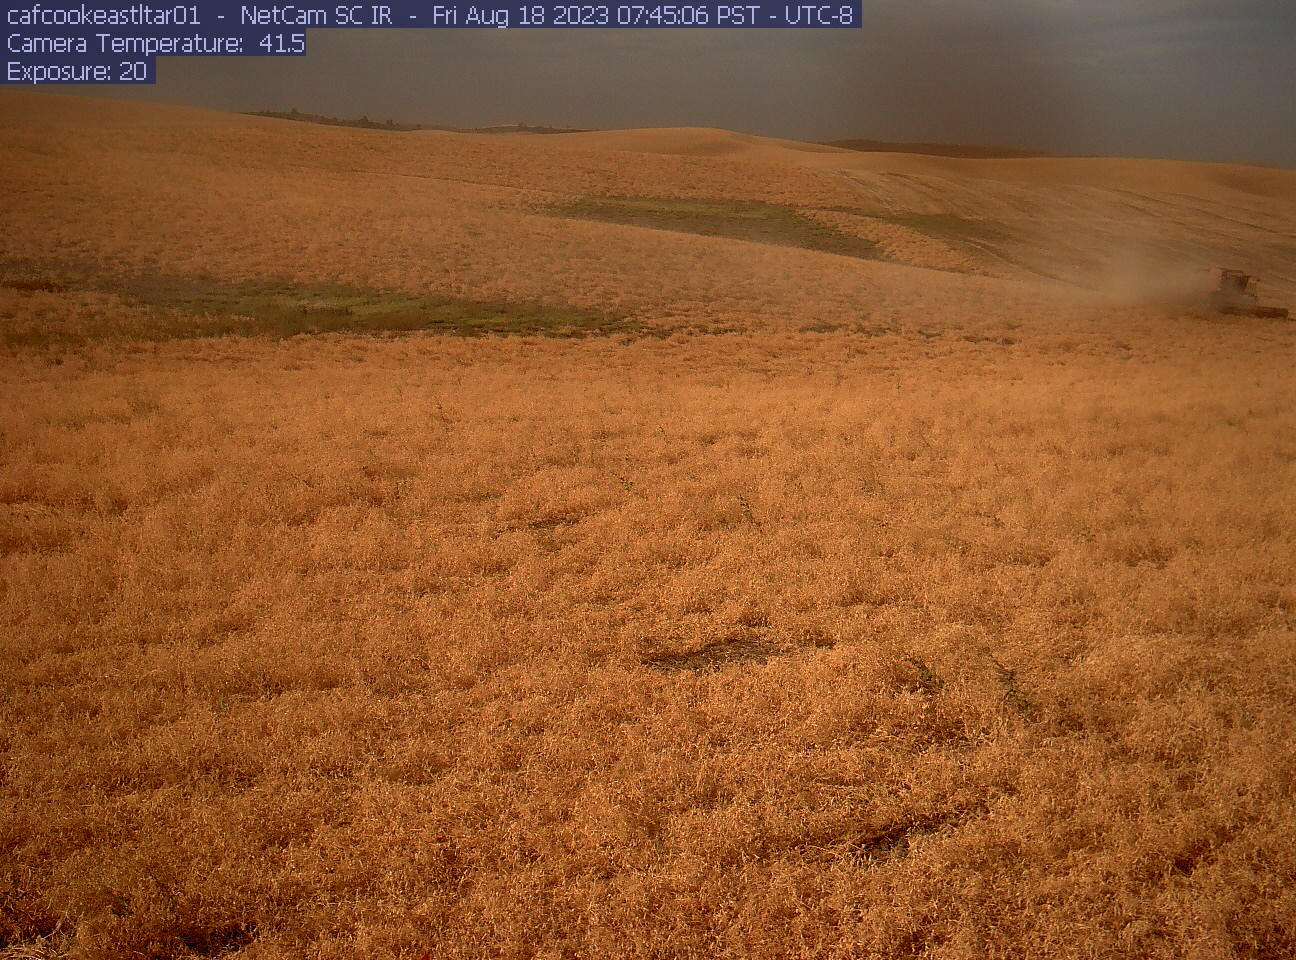 cafcookeastltar01 - NetCam SC IR - Fri Aug 18 2023 07:45:06 PST - UTC-8
Camera Temperature: 41.5
Exposure: 20